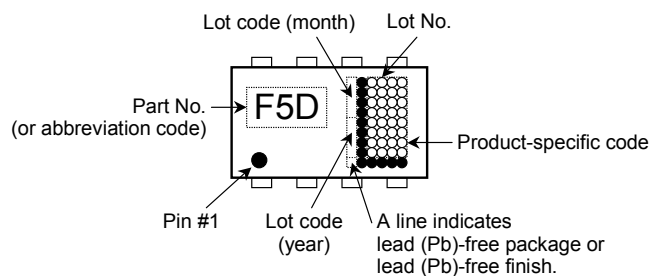 Lot code (month)
Lot No.
Part No.
(or abbreviation code)
F5D
Product-specific code
Pin #1
Lot code
(year)
A line indicates
lead (Pb)-free package or
lead (Pb)-free finish.